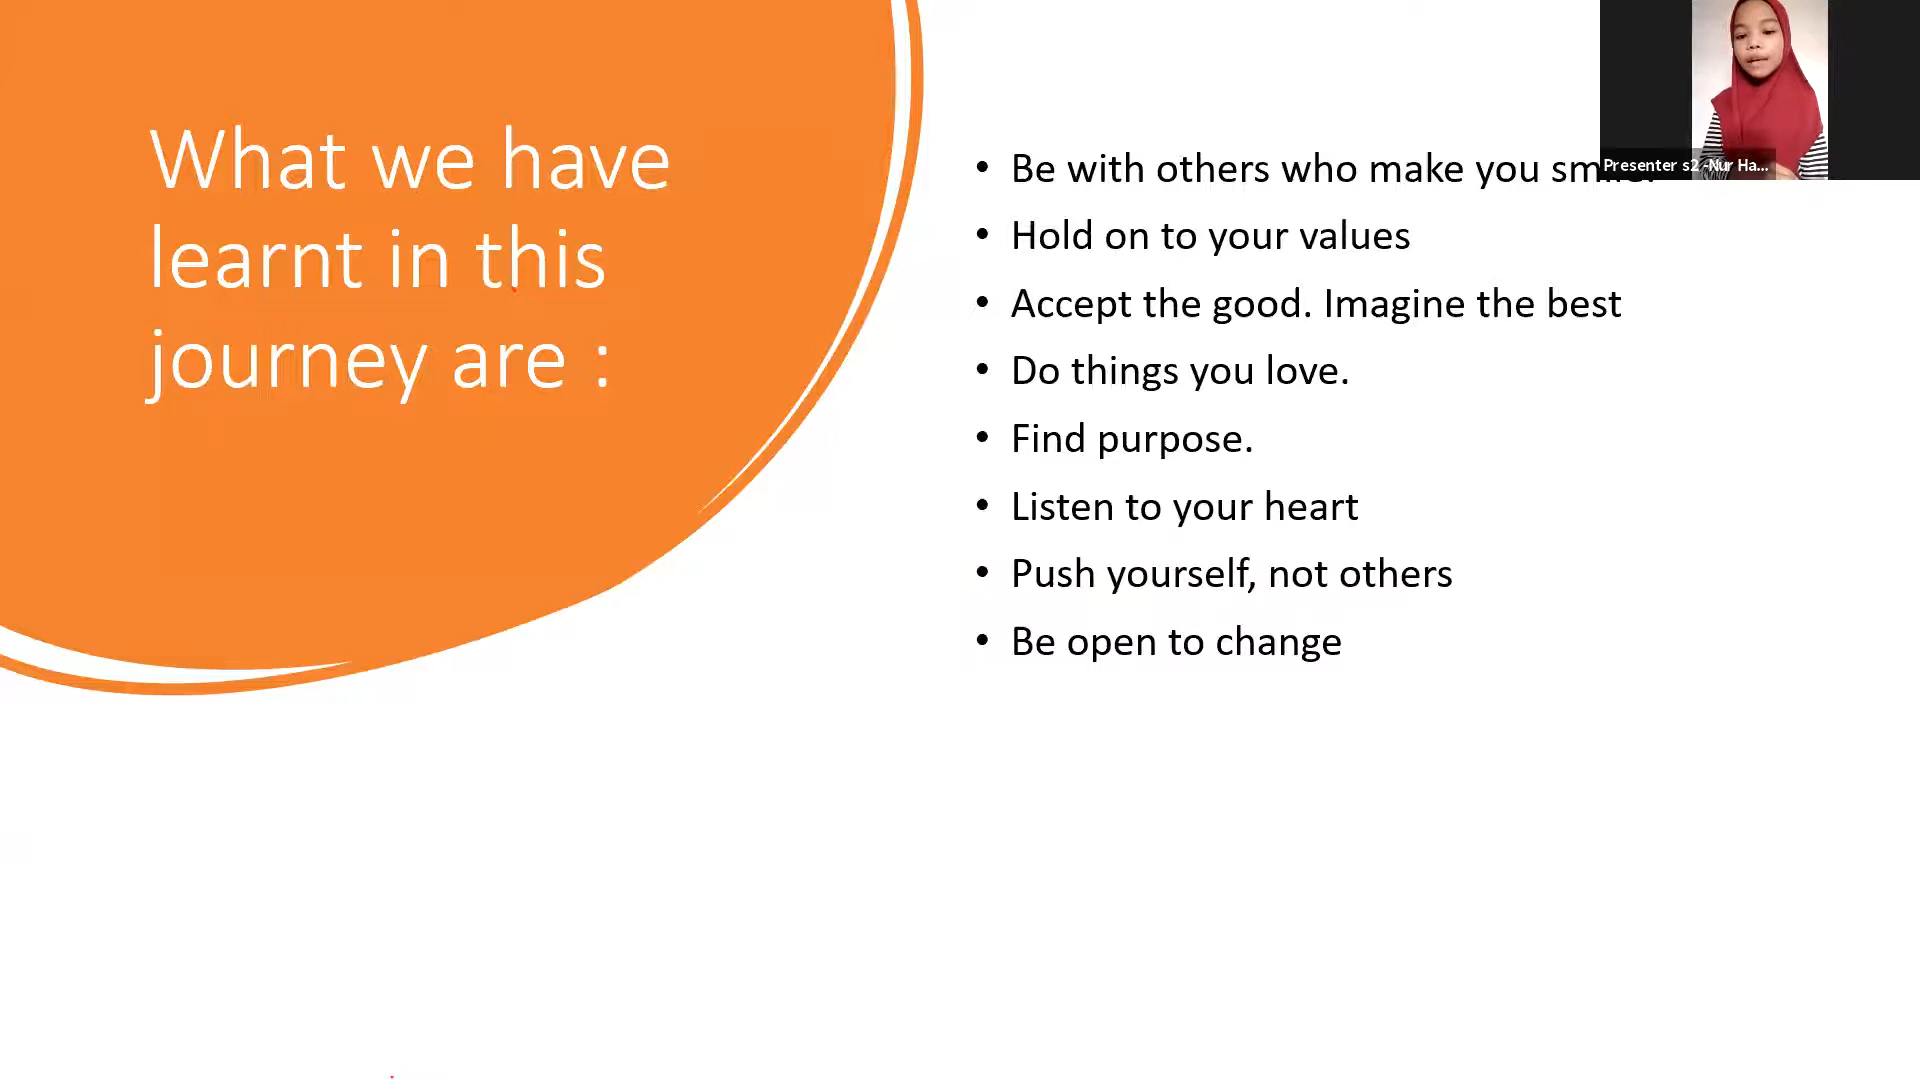 What we have
learnt in this
journey are :
• Be with others who make you smile.
• Hold on to your values
• Accept the good. Imagine the best
• Do things you love.
• Find purpose.
• Listen to your heart
• Push yourself, not others
• Be open to change
Presenter s2 -Nur Ha...